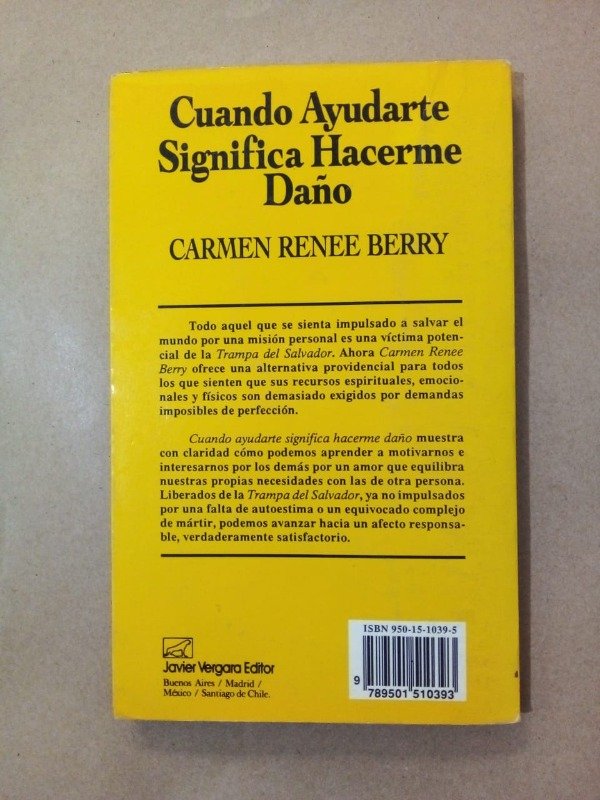 Cuando Ayudarte
Significa Hacerme
Daño
CARMEN RENEE BERRY
Todo aquel que se sienta impulsado a salvar el
mundo por una misión personal es una víctima poten-
cial de la Trampa del Salvador. Ahora Carmen Renee
Berry ofrece una alternativa providencial para todos
los que sienten que sus recursos espirituales, emocio-
nales y físicos son demasiado exigidos por demandas
imposibles de perfección.
Cuando ayudarte significa hacerme daño muestra
con claridad cómo podemos aprender a motivarnos e
interesarnos por los demás por un amor que equilibra
nuestras propias necesidades con las de otra persona.
Liberados de la Trampa del Salvador, ya no impulsados
por una falta de autoestima o un equivocado complejo
de mártir, podemos avanzar hacia un afecto responsa-
ble, verdaderamente satisfactorio.
Javier Vergara Editor
Buenos Aires / Madrid /
México / Santiago de Chile.
ISBN 950-15-1039-5
9 789501 510393